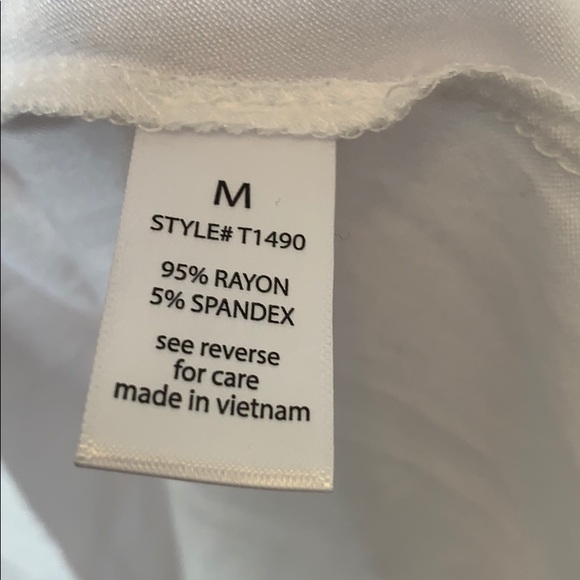 M
STYLE# T1490
95% RAYON
5% SPANDEX
see reverse
for care
made in vietnam